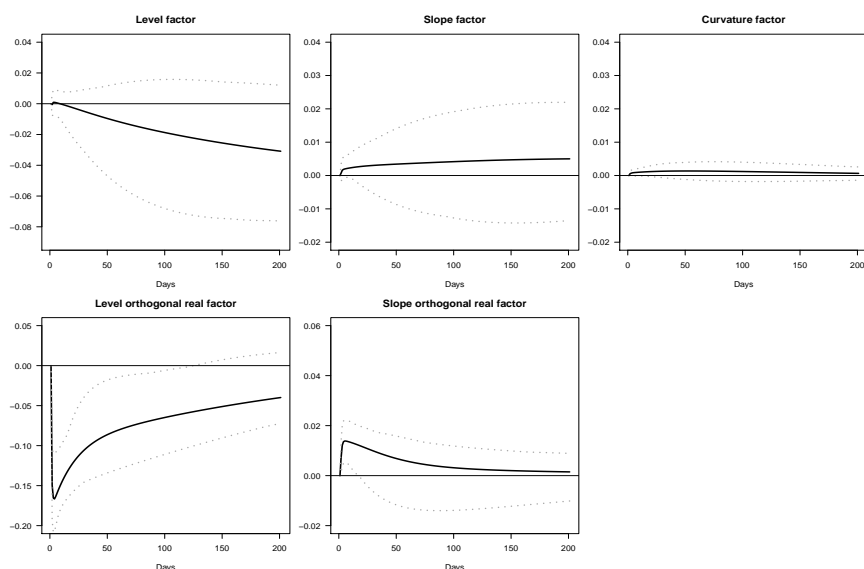 Level factor
0.04
0.02
0.00
−0.02
−0.04
−0.06
−0.08
0 50 100 150 200
Days
Slope factor
0.04
0.03
0.02
0.01
0.00
−0.01
−0.02
0 50 100 150 200
Days
Curvature factor
0.04
0.03
0.02
0.01
0.00
−0.01
−0.02
0 50 100 150 200
Days
Level orthogonal real factor
0.05
0.00
−0.05
−0.10
−0.15
−0.20
0 50 100 150 200
Days
Slope orthogonal real factor
0.06
0.04
0.02
0.00
−0.02
0 50 100 150 200
Days